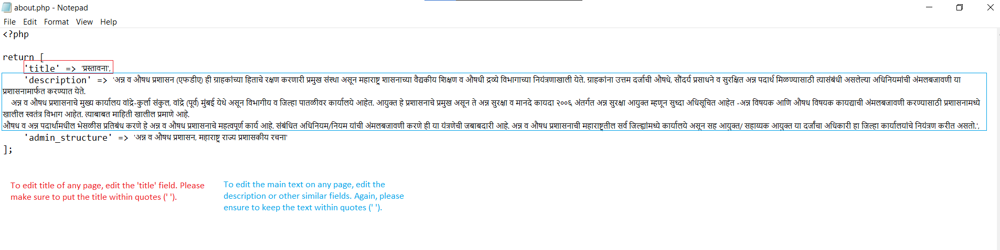 about.php - Notepad
File Edit Format View Help
<?php
return [
'title' => 'प्रस्तावना',
'description' => 'अन्न व औषध प्रशासन (एफडीए) ही ग्राहकांच्या हिताचे रक्षण करणारी प्रमुख संस्था असून महाराष्ट्र शासनाच्या वैद्यकीय शिक्षण व औषधी द्रव्ये विभागाच्या नियंत्रणाखाली येते. ग्राहकांना उत्तम दर्जाची औषधे, सौंदर्य प्रसाधने व सुरक्षित अन्न पदार्थ मिळण्यासाठी त्यासंबंधी असलेल्या अधिनियमांची अंमलबजावणी या
प्रशासनामार्फत करण्यात येते.
अन्न व औषध प्रशासनाचे मुख्य कार्यालय वांद्रे-कुर्ला संकुल, वांद्रे (पूर्व) मुंबई येथे असून विभागीय व जिल्हा पातळीवर कार्यालये आहेत. आयुक्त हे प्रशासनाचे प्रमुख असून ते अन्न सुरक्षा व मानदे कायदा २००६ अंतर्गत अन्न सुरक्षा आयुक्त म्हणून सुध्दा अधिसूचित आहेत -अन्न विषयक आणि औषध विषयक कायद्याची अंमलबजावणी करण्यासाठी प्रशासनामध्ये
खालील स्वतंत्र विभाग आहेत. त्याबाबत माहिती खालील प्रमाणे आहे.
औषध व अन्न पदार्थामधील भेसळीस प्रतिबंध करणे हे अन्न व औषध प्रशासनाचे महत्वपूर्ण कार्य आहे. संबंधित अधिनियम/नियम यांची अंमलबजावणी करणे ही या यंत्रणेची जबाबदारी आहे. अन्न व औषध प्रशासनाची महाराष्ट्रतील सर्व जिल्ह्यांमध्ये कार्यालये असून सह आयुक्त/ सहाय्यक आयुक्त या दर्जाचा अधिकारी हा जिल्हा कार्यालयांचे नियंत्रण करीत असतो.',
'admin_structure' => 'अन्न व औषध प्रशासन, महाराष्ट्र राज्य प्रशासकीय रचना'
];
To edit title of any page, edit the 'title' field. Please
make sure to put the title within quotes (' ').
To edit the main text on any page, edit the
description or other similar fields. Again, please
ensure to keep the text within quotes (' ').